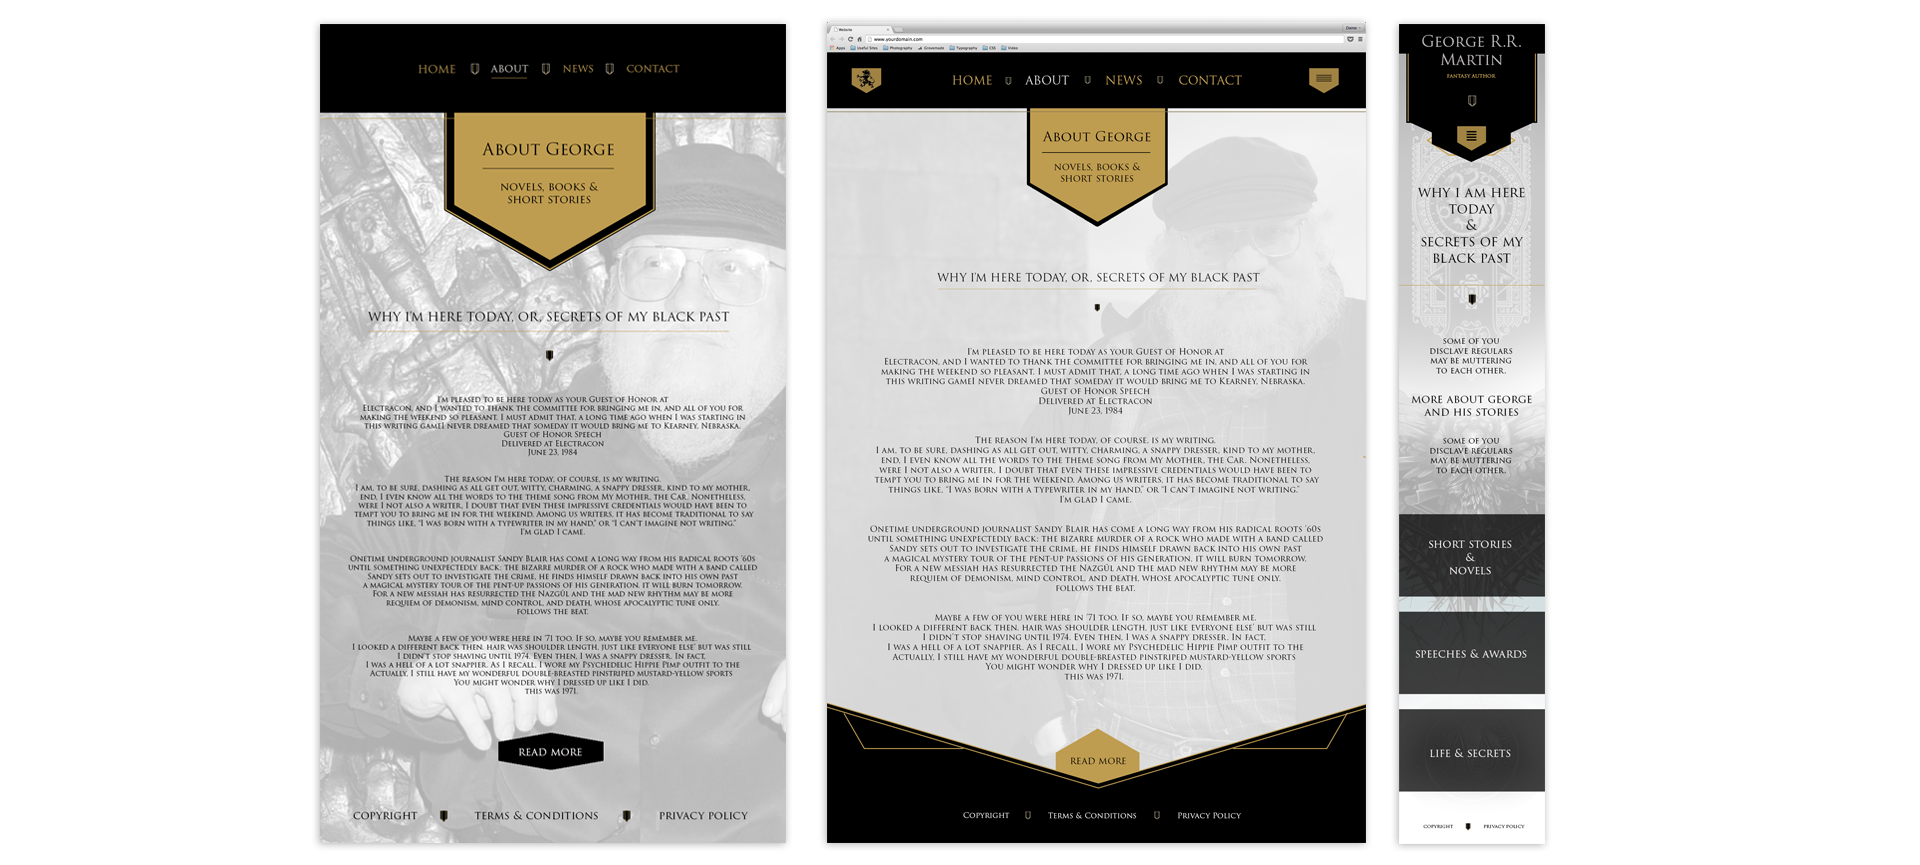 HOME ABOUT NEWS CONTACT
About George
NOVELS, BOOKS &
SHORT STORIES
WHY I'M HERE TODAY, OR, SECRETS OF MY BLACK PAST
I'm pleased to be here today as your Guest of Honor at
Electracon, and I wanted to thank the committee for bringing me in, and all of you for
making the weekend so pleasant. I must admit that, a long time ago when I was starting in
this writing gameI never dreamed that someday it would bring me to Kearney, Nebraska.
Guest of Honor Speech
Delivered at Electracon
June 23, 1984
The reason I'm here today, of course, is my writing.
I am, to be sure, dashing as all get out, witty, charming, a snappy dresser, kind to my mother,
end, I even know all the words to the theme song from My Mother, the Car. Nonetheless,
were I not also a writer, I doubt that even these impressive credentials would have been to
tempt you to bring me in for the weekend. Among us writers, it has become traditional to say
things like, "I was born with a typewriter in my hand," or "I can't imagine not writing."
I'm glad I came.
Onetime underground journalist Sandy Blair has come a long way from his radical roots '60s
until something unexpectedly back: the bizarre murder of a rock who made with a band called
Sandy sets out to investigate the crime, he finds himself drawn back into his own past
a magical mystery tour of the pent-up passions of his generation. it will burn tomorrow.
For a new messiah has resurrected the Nazgûl and the mad new rhythm may be more
requiem of demonism, mind control, and death, whose apocalyptic tune only.
follows the beat.
Maybe a few of you were here in '71 too. If so, maybe you remember me.
I looked a different back then. hair was shoulder length, just like everyone else' but was still
I didn't stop shaving until 1974. Even then, I was a snappy dresser. In fact,
I was a hell of a lot snappier. As I recall, I wore my Psychedelic Hippie Pimp outfit to the
Actually, I still have my wonderful double-breasted pinstriped mustard-yellow sports
You might wonder why I dressed up like I did.
this was 1971.
READ MORE
COPYRIGHT TERMS & CONDITIONS PRIVACY POLICY
Website
www.yourdomain.com
Apps Useful Sites Photography Growmade Typography CSS Video
HOME ABOUT NEWS CONTACT
About George
NOVELS, BOOKS &
SHORT STORIES
WHY I'M HERE TODAY, OR, SECRETS OF MY BLACK PAST
I'm pleased to be here today as your Guest of Honor at
Electracon, and I wanted to thank the committee for bringing me in, and all of you for
making the weekend so pleasant. I must admit that, a long time ago when I was starting in
this writing gameI never dreamed that someday it would bring me to Kearney, Nebraska.
Guest of Honor Speech
Delivered at Electracon
June 23, 1984
The reason I'm here today, of course, is my writing.
I am, to be sure, dashing as all get out, witty, charming, a snappy dresser, kind to my mother,
end, I even know all the words to the theme song from My Mother, the Car. Nonetheless,
were I not also a writer, I doubt that even these impressive credentials would have been to
tempt you to bring me in for the weekend. Among us writers, it has become traditional to say
things like, "I was born with a typewriter in my hand," or "I can't imagine not writing."
I'm glad I came.
Onetime underground journalist Sandy Blair has come a long way from his radical roots '60s
until something unexpectedly back: the bizarre murder of a rock who made with a band called
Sandy sets out to investigate the crime, he finds himself drawn back into his own past
a magical mystery tour of the pent-up passions of his generation, it will burn tomorrow.
For a new messiah has resurrected the Nazgûl and the mad new rhythm may be more
requiem of demonism, mind control, and death, whose apocalyptic tune only.
follows the beat.
Maybe a few of you were here in '71 too. If so, maybe you remember me.
I looked a different back then. hair was shoulder length, just like everyone else' but was still
I didn't stop shaving until 1974. Even then, I was a snappy dresser. In fact,
I was a hell of a lot snappier. As I recall, I wore my Psychedelic Hippie Pimp outfit to the
Actually, I still have my wonderful double-breasted pinstriped mustard-yellow sports
You might wonder why I dressed up like I did.
this was 1971.
READ MORE
Copyright Terms & Conditions Privacy Policy
George R.R.
Martin
FANTASY AUTHOR
WHY I AM HERE
TODAY
&
SECRETS OF MY
BLACK PAST
SOME OF YOU
DISCLAVE REGULARS
MAY BE MUTTERING
TO EACH OTHER.
MORE ABOUT GEORGE
AND HIS STORIES
SOME OF YOU
DISCLAVE REGULARS
MAY BE MUTTERING
TO EACH OTHER.
SHORT STORIES
&
NOVELS
SPEECHES & AWARDS
LIFE & SECRETS
COPYRIGHT PRIVACY POLICY